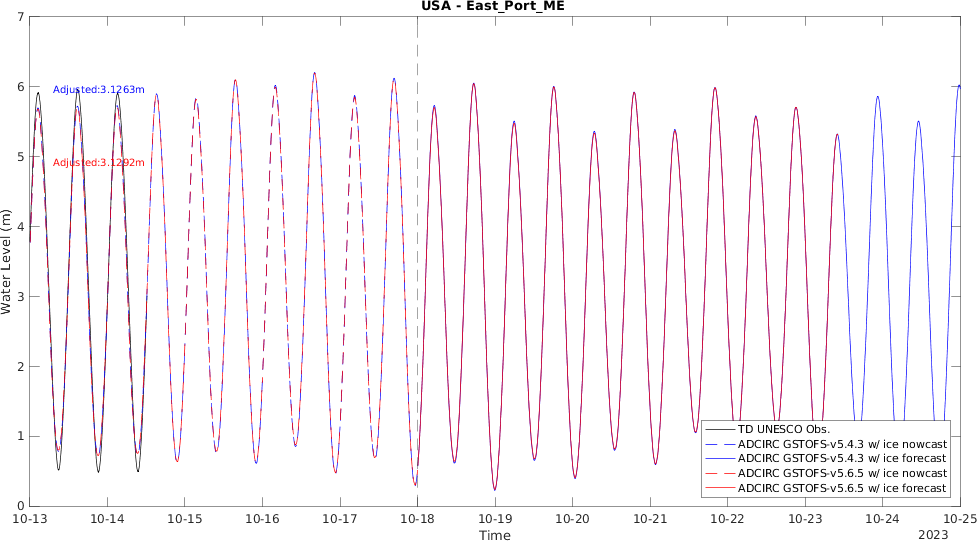 USA - East_Port_ME
7
6
5
4
3
2
1
0
Water Level (m)
Adjusted:3.1263m
Adjusted:3.1292m
TD UNESCO Obs.
ADCIRC GSTOFS-v5.4.3 w/ ice nowcast
ADCIRC GSTOFS-v5.4.3 w/ ice forecast
ADCIRC GSTOFS-v5.6.5 w/ ice nowcast
ADCIRC GSTOFS-v5.6.5 w/ ice forecast
10-13 10-14 10-15 10-16 10-17 10-18 10-19 10-20 10-21 10-22 10-23 10-24 10-25
Time
2023